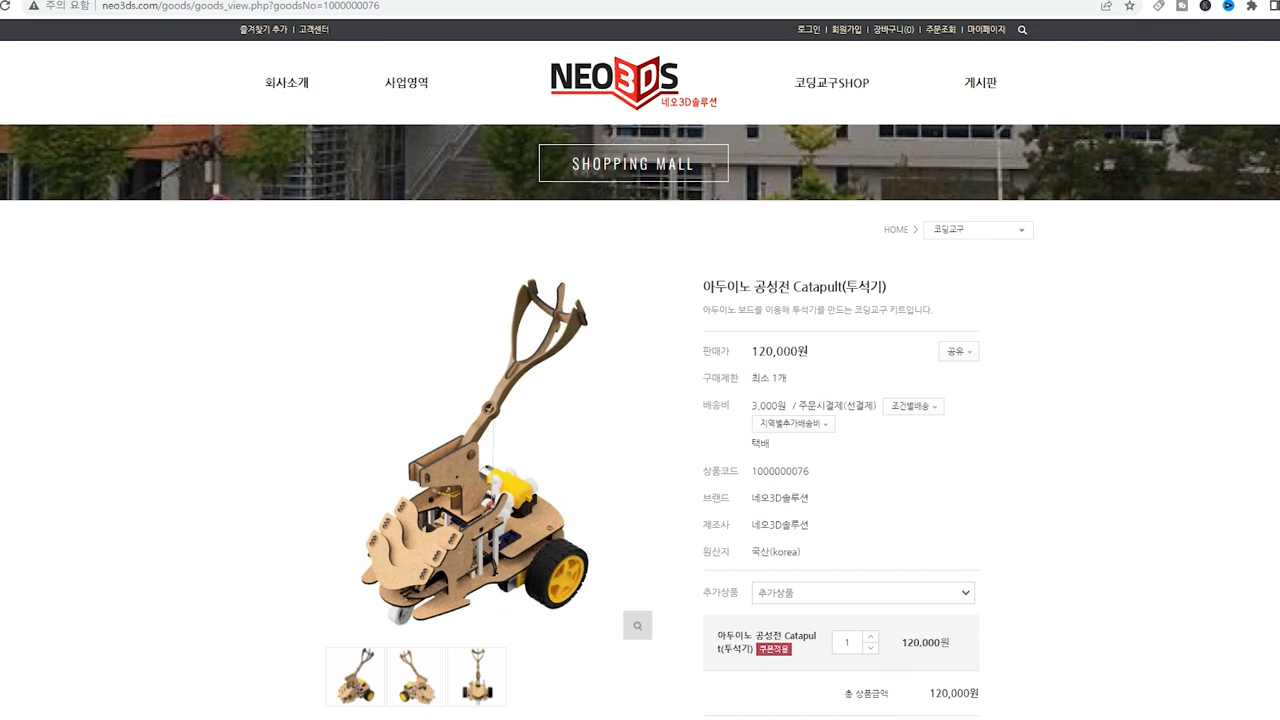 주의 요함 | neo3ds.com/goods/goods_view.php?goodsNo=1000000076
즐겨찾기 추가 | 고객센터
로그인 | 회원가입 | 장바구니(0) | 주문조회 | 마이페이지
회사소개 사업영역
NEO3DS
네오3D솔루션
코딩교구SHOP 게시판
SHOPPING MALL
HOME > 코딩교구
아두이노 공성전 Catapult(투석기)
아두이노 보드를 이용해 투석기를 만드는 코딩교구 키트입니다.
판매가 120,000원 공유
구매제한 최소 1개
배송비 3,000원 / 주문시결제(선결제) 조건별배송
지역별추가배송비
택배
상품코드 1000000076
브랜드 네오3D솔루션
제조사 네오3D솔루션
원산지 국산(korea)
추가상품 추가상품
아두이노 공성전 Catapul
t(투석기) 쿠폰적용 1 120,000원
총 상품금액 120,000원